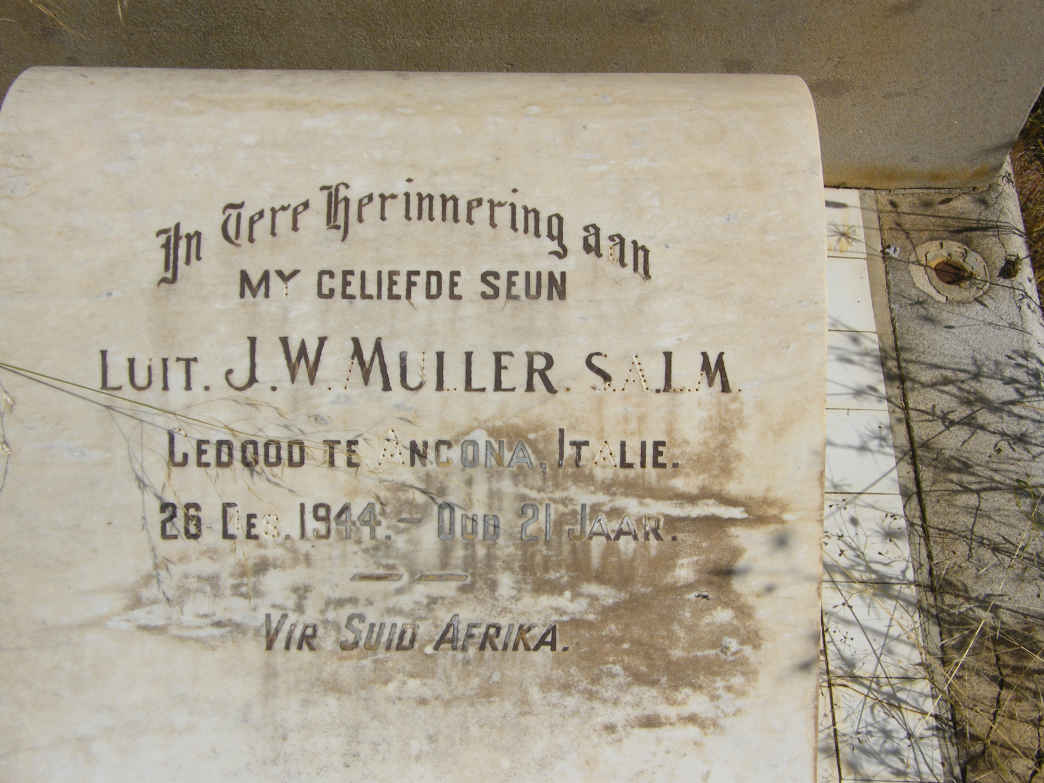 In Tere Herinnering aan
MY GELIEFDE SEUN
LUIT. J. W. MULLER. S.A.L.M.
GEDOOD TE ANCONA, ITALIE.
26 DES. 1944. – OUD 21 JAAR.
VIR SUID AFRIKA.